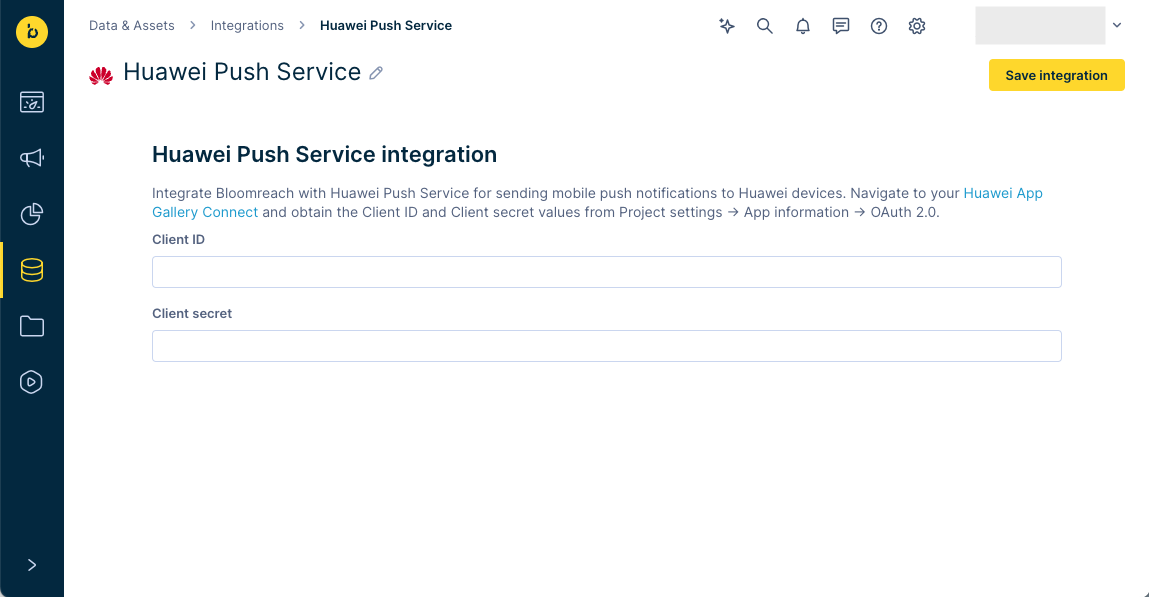 Data & Assets > Integrations > Huawei Push Service
Huawei Push Service
Save integration
Huawei Push Service integration
Integrate Bloomreach with Huawei Push Service for sending mobile push notifications to Huawei devices. Navigate to your Huawei App
Gallery Connect and obtain the Client ID and Client secret values from Project settings → App information → OAuth 2.0.
Client ID
Client secret